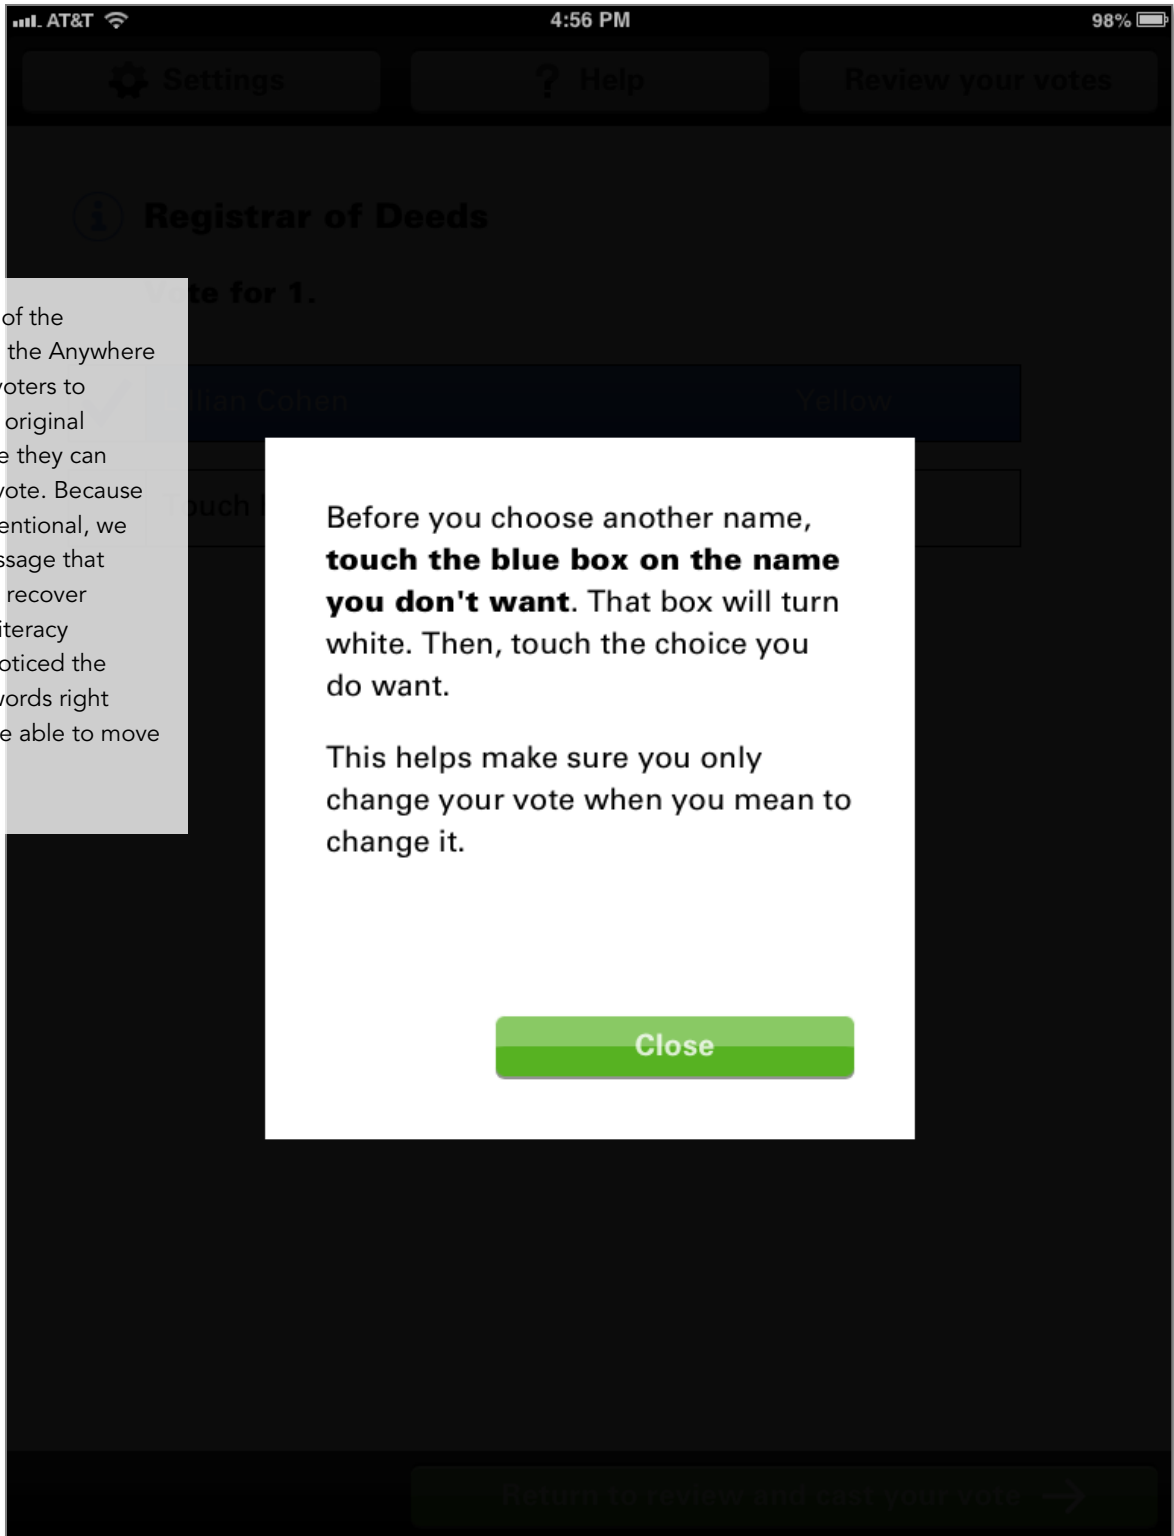 AT&T 4:56 PM 98%
Settings ? Help Review your votes
i Registrar of Deeds
Vote for 1.
of the
the Anywhere
voters to
original
they can
vote. Because
we
that
recover
noticed the
words right
able to move
Cohen Yellow
Before you choose another name,
touch the blue box on the name
you don't want. That box will turn
white. Then, touch the choice you
do want.
This helps make sure you only
change your vote when you mean to
change it.
Close
Return to review and cast your vote →